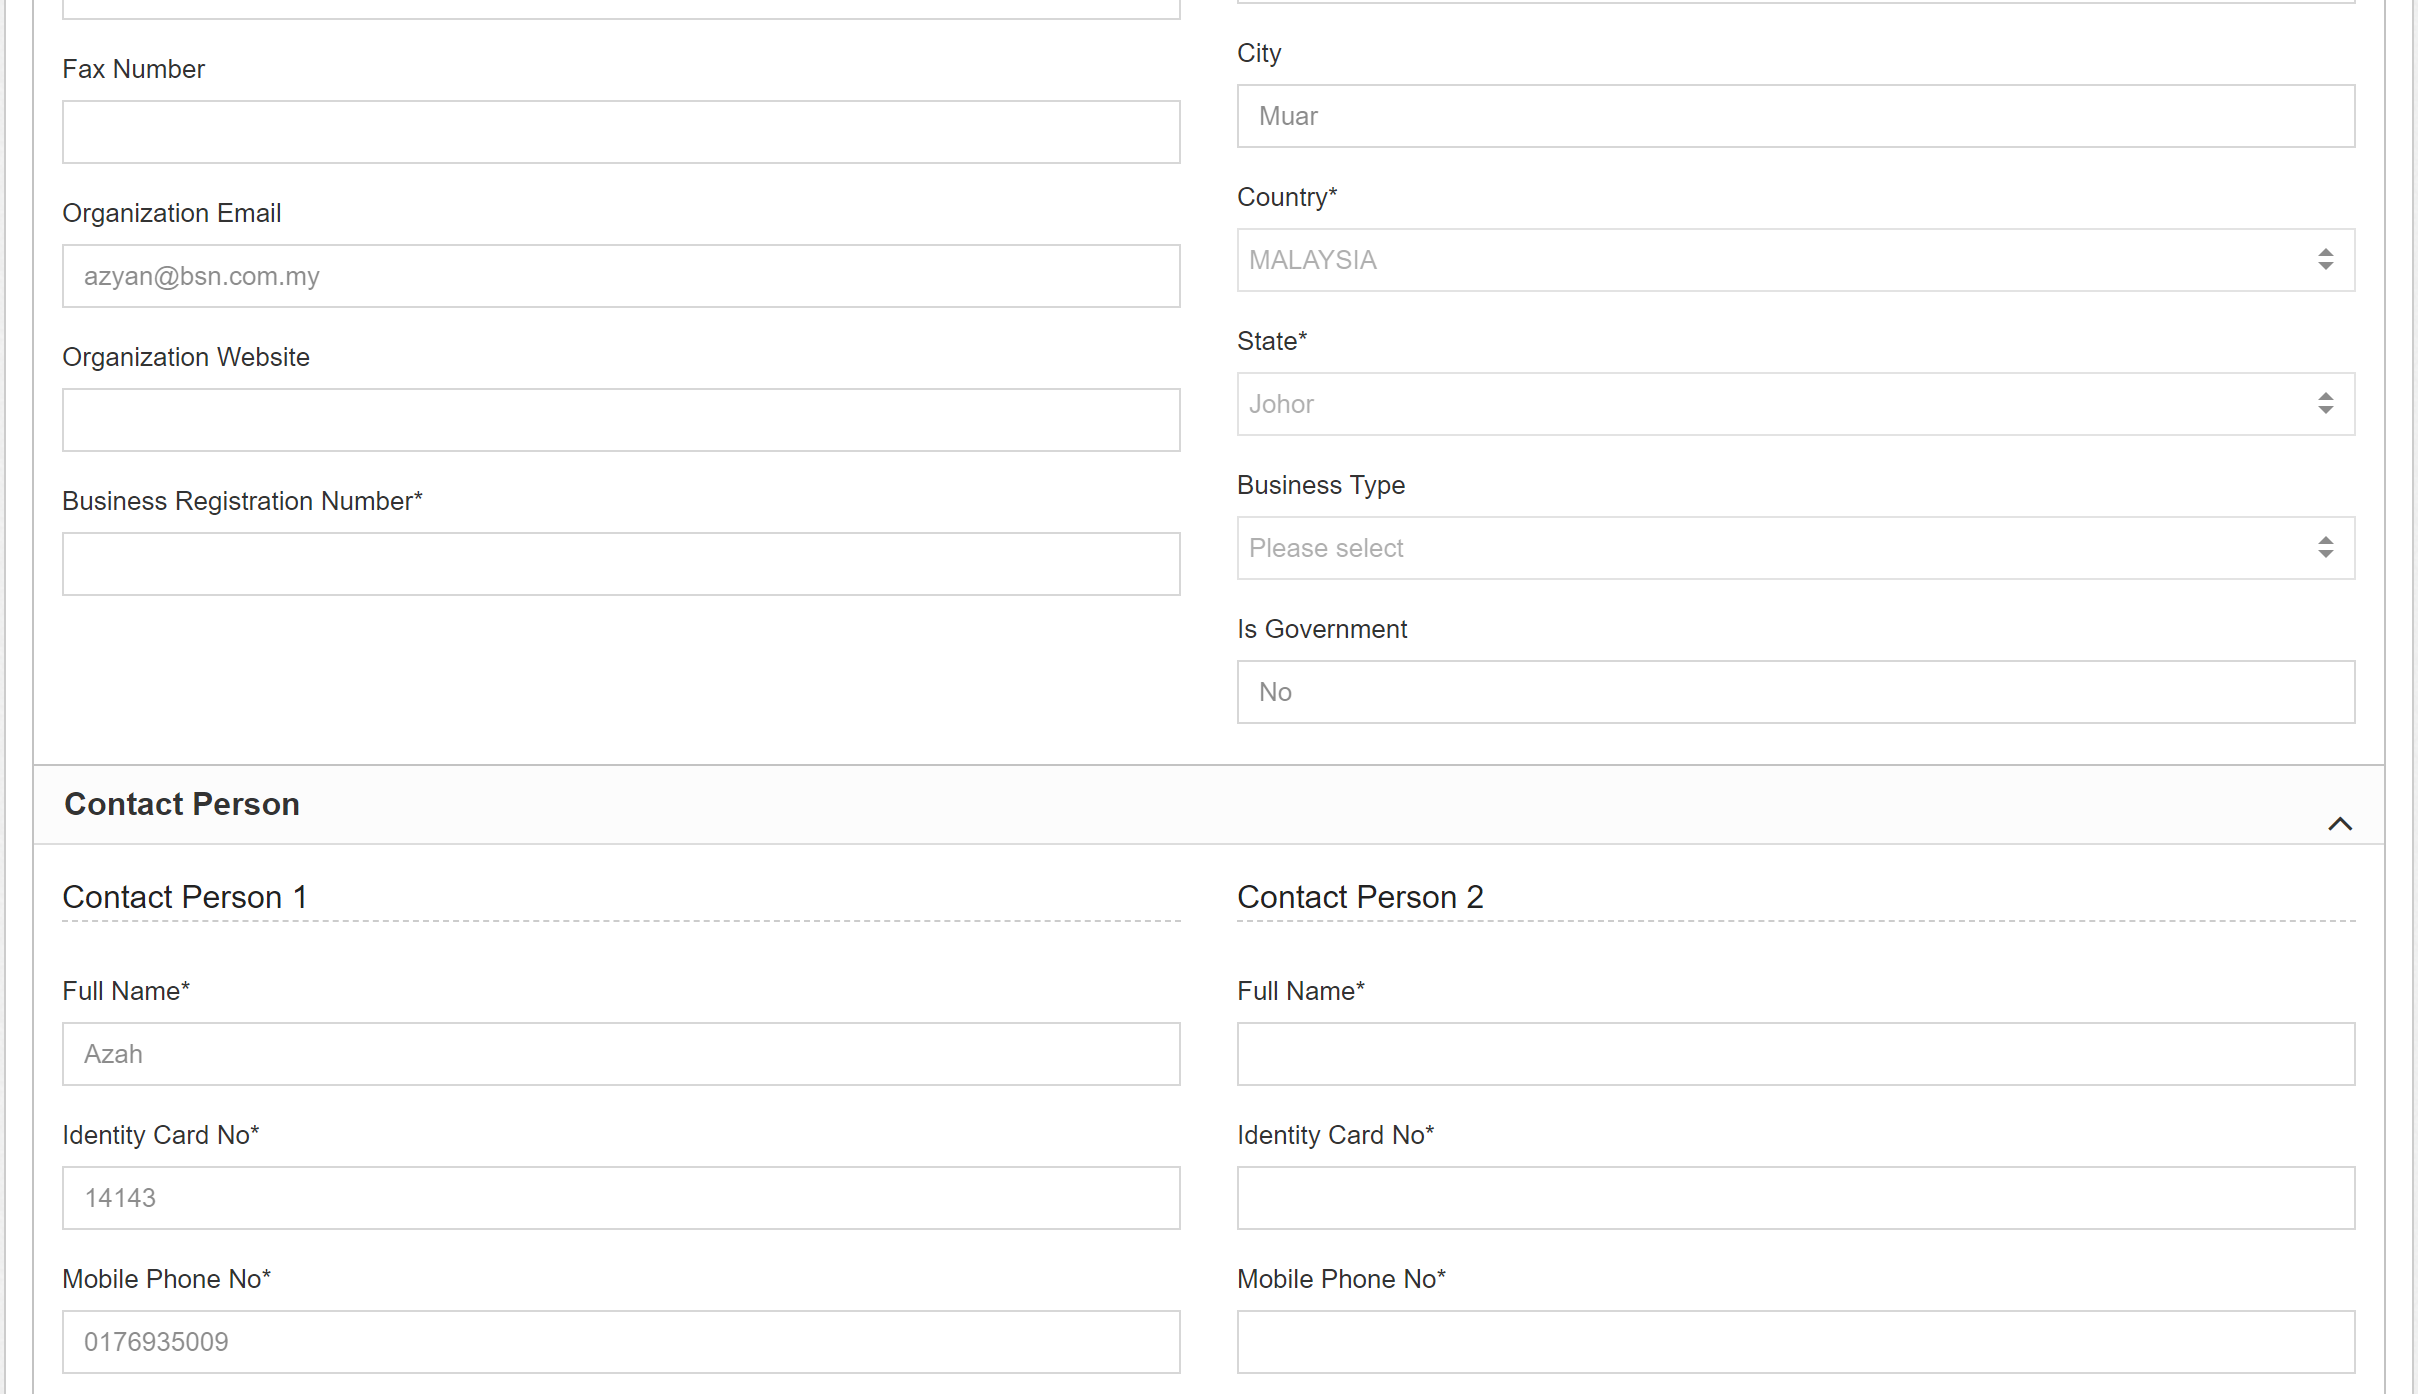 Fax Number
Organization Email
azyan@bsn.com.my
Organization Website
Business Registration Number*
City
Muar
Country*
MALAYSIA
State*
Johor
Business Type
Please select
Is Government
No
Contact Person
Contact Person 1
Full Name*
Azah
Identity Card No*
14143
Mobile Phone No*
0176935009
Contact Person 2
Full Name*
Identity Card No*
Mobile Phone No*